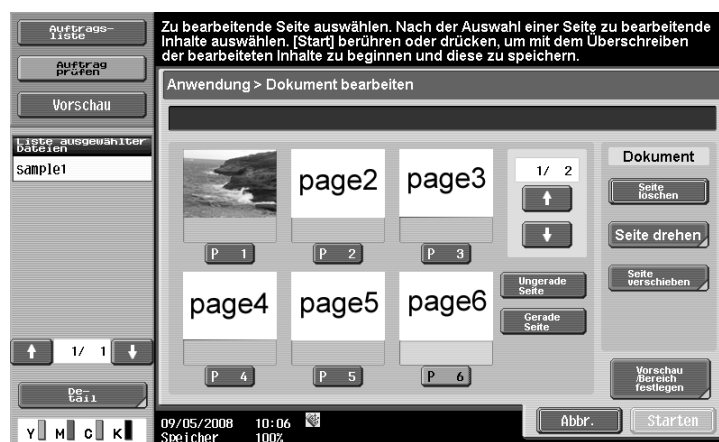 Auftrags-
liste
Auftrag
prüfen
Vorschau
Liste ausgewählter
Dateien
sample1
1/ 1
De-
tail
Y M C K
Zu bearbeitende Seite auswählen. Nach der Auswahl einer Seite zu bearbeitende
Inhalte auswählen. [Start] berühren oder drücken, um mit dem Überschreiben
der bearbeiteten Inhalte zu beginnen und diese zu speichern.
Anwendung > Dokument bearbeiten
page2 page3
P 1 P 2 P 3
page4 page5 page6
P 4 P 5 P 6
1/ 2
Ungerade
Seite
Gerade
Seite
Dokument
Seite
löschen
Seite drehen
Seite
verschieben
Vorschau
/Bereich
festlegen
09/05/2008 10:06
Speicher 100%
Abbr. Starten